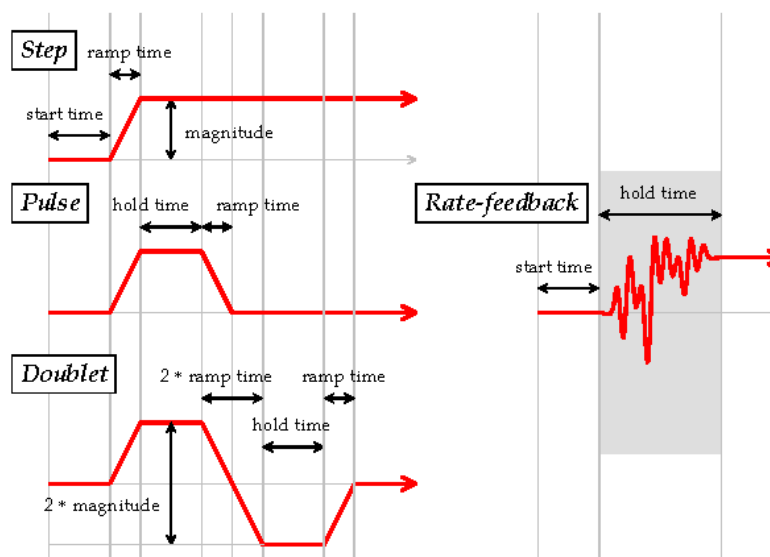 Step
ramp time
start time
magnitude
Pulse
hold time
ramp time
Doublet
2 * ramp time
ramp time
hold time
2 * magnitude
Rate-feedback
hold time
start time